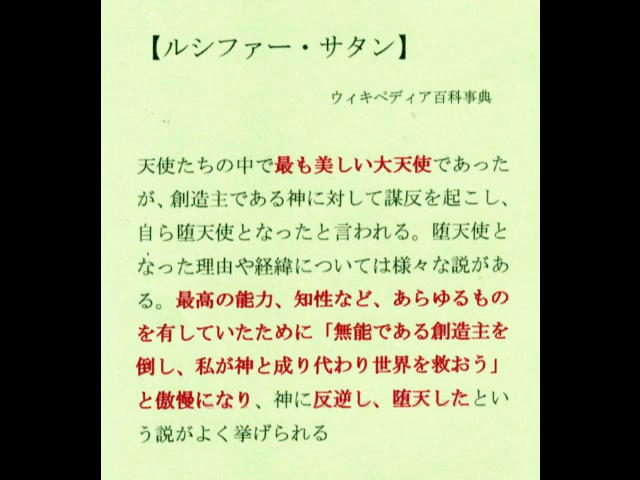 【ルシファー・サタン】
ウィキペディア百科事典
天使たちの中で最も美しい大天使であった
が、創造主である神に対して謀反を起こし、
自ら堕天使となったと言われる。堕天使と
なった理由や経緯については様々な説があ
る。最高の能力、知性など、あらゆるもの
を有していたために「無能である創造主を
倒し、私が神と成り代わり世界を救おう」
と傲慢になり、神に反逆し、堕天したとい
う説がよく挙げられる